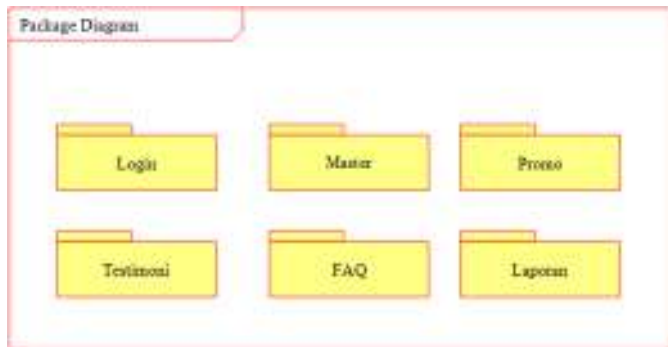 Package Diagram
Login
Master
Promo
Testimoni
FAQ
Laporan